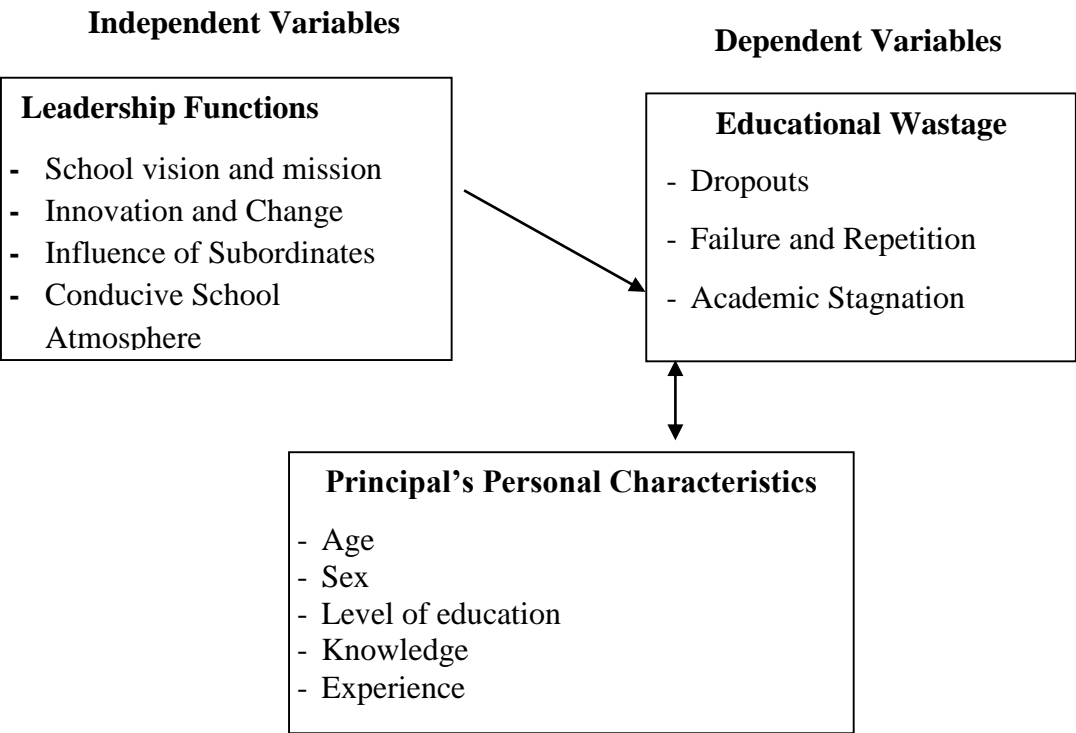 Independent Variables
Dependent Variables
Leadership Functions
- School vision and mission
- Innovation and Change
- Influence of Subordinates
- Conducive School
Atmosphere
Educational Wastage
- Dropouts
- Failure and Repetition
- Academic Stagnation
Principal’s Personal Characteristics
- Age
- Sex
- Level of education
- Knowledge
- Experience